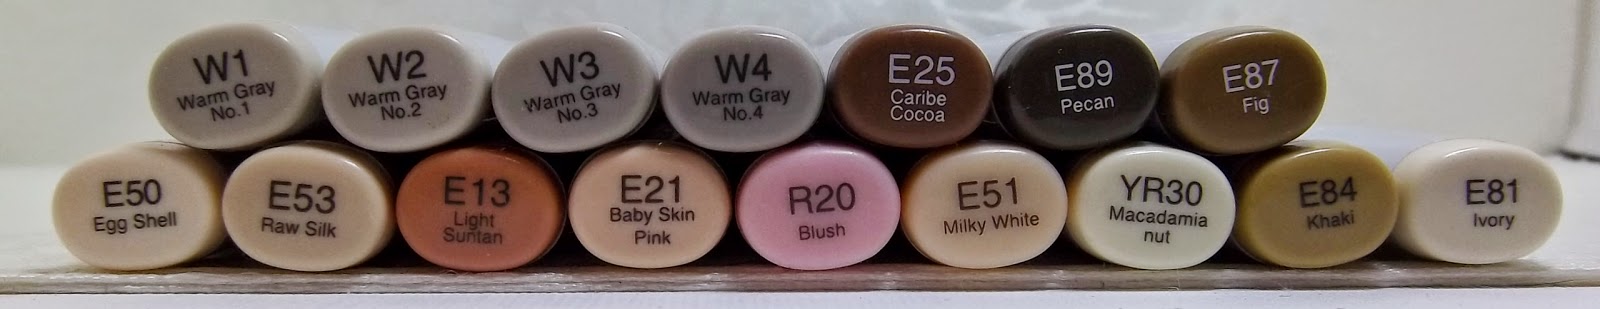 W1
Warm Gray
No.1
W2
Warm Gray
No.2
W3
Warm Gray
No.3
W4
Warm Gray
No.4
E25
Caribe
Cocoa
E89
Pecan
E87
Fig
E50
Egg Shell
E53
Raw Silk
E13
Light
Suntan
E21
Baby Skin
Pink
R20
Blush
E51
Milky White
YR30
Macadamia
nut
E84
Khaki
E81
Ivory